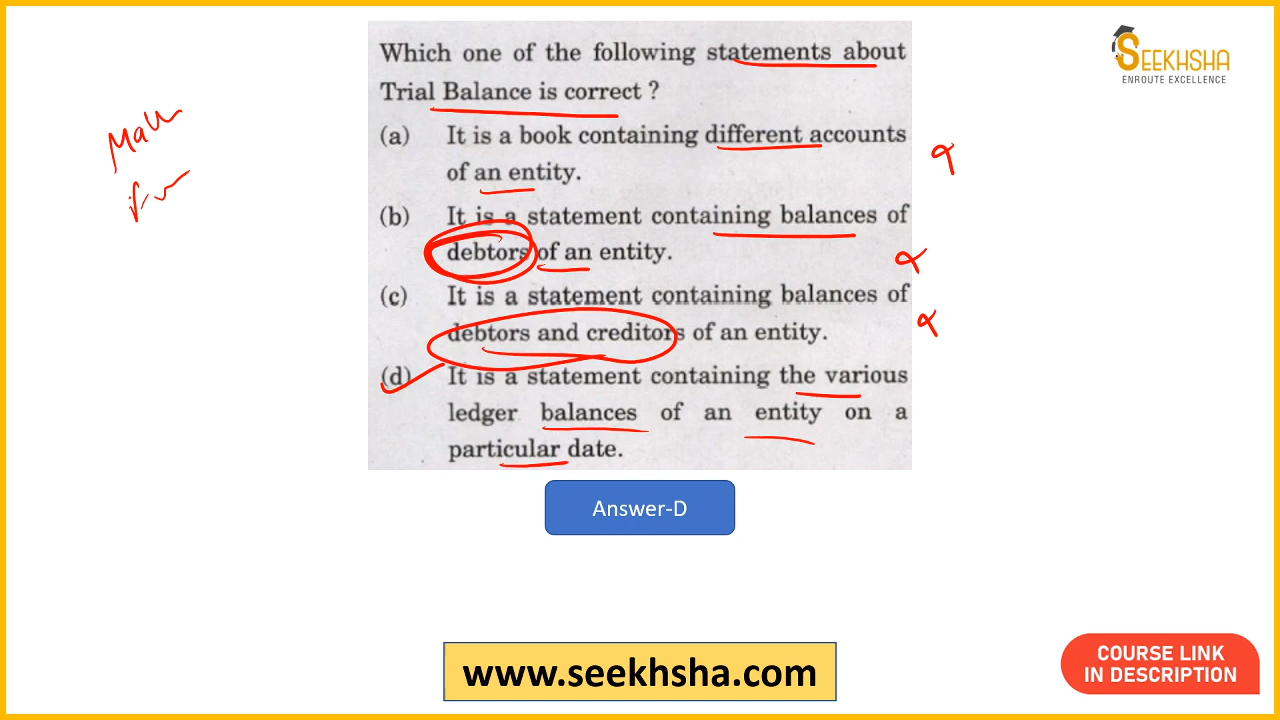 SEEKHSHA
ENROUTE EXCELLENCE
Which one of the following statements about
Trial Balance is correct ?
(a) It is a book containing different accounts
of an entity.
(b) It is a statement containing balances of
debtors of an entity.
(c) It is a statement containing balances of
debtors and creditors of an entity.
(d) It is a statement containing the various
ledger balances of an entity on a
particular date.
Answer-D
www.seekhsha.com
COURSE LINK
IN DESCRIPTION